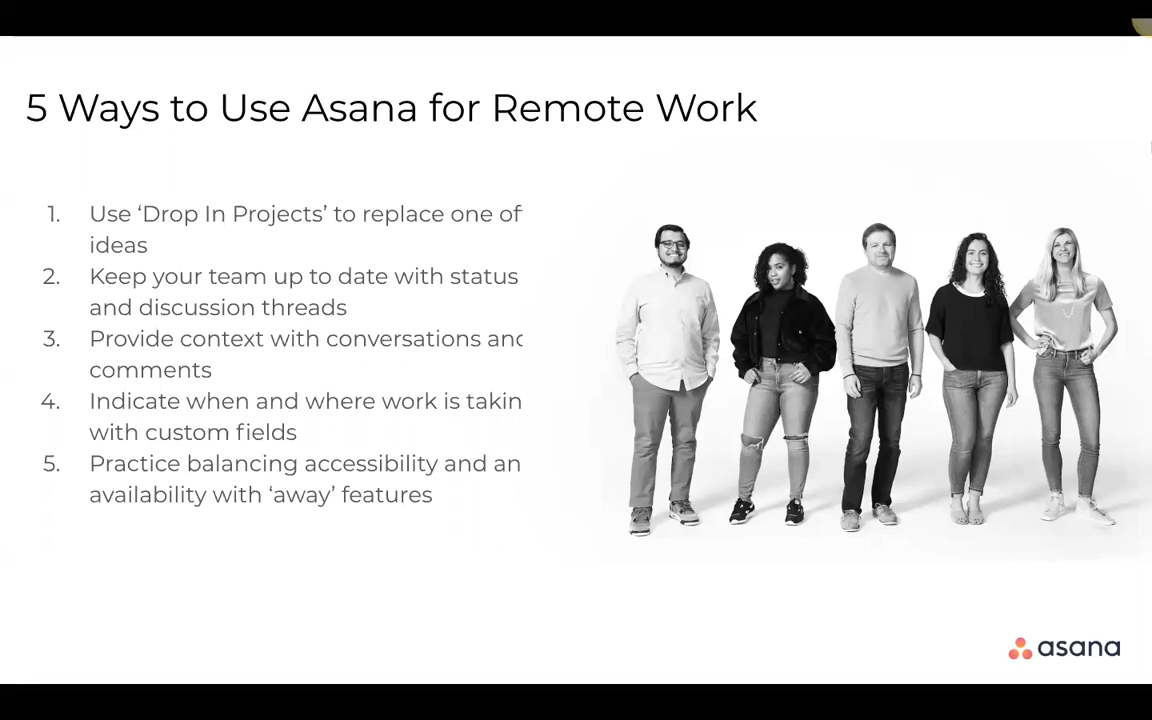 5 Ways to Use Asana for Remote Work
1. Use ‘Drop In Projects’ to replace one of
ideas
2. Keep your team up to date with status
and discussion threads
3. Provide context with conversations and
comments
4. Indicate when and where work is takin
with custom fields
5. Practice balancing accessibility and an
availability with ‘away’ features
asana